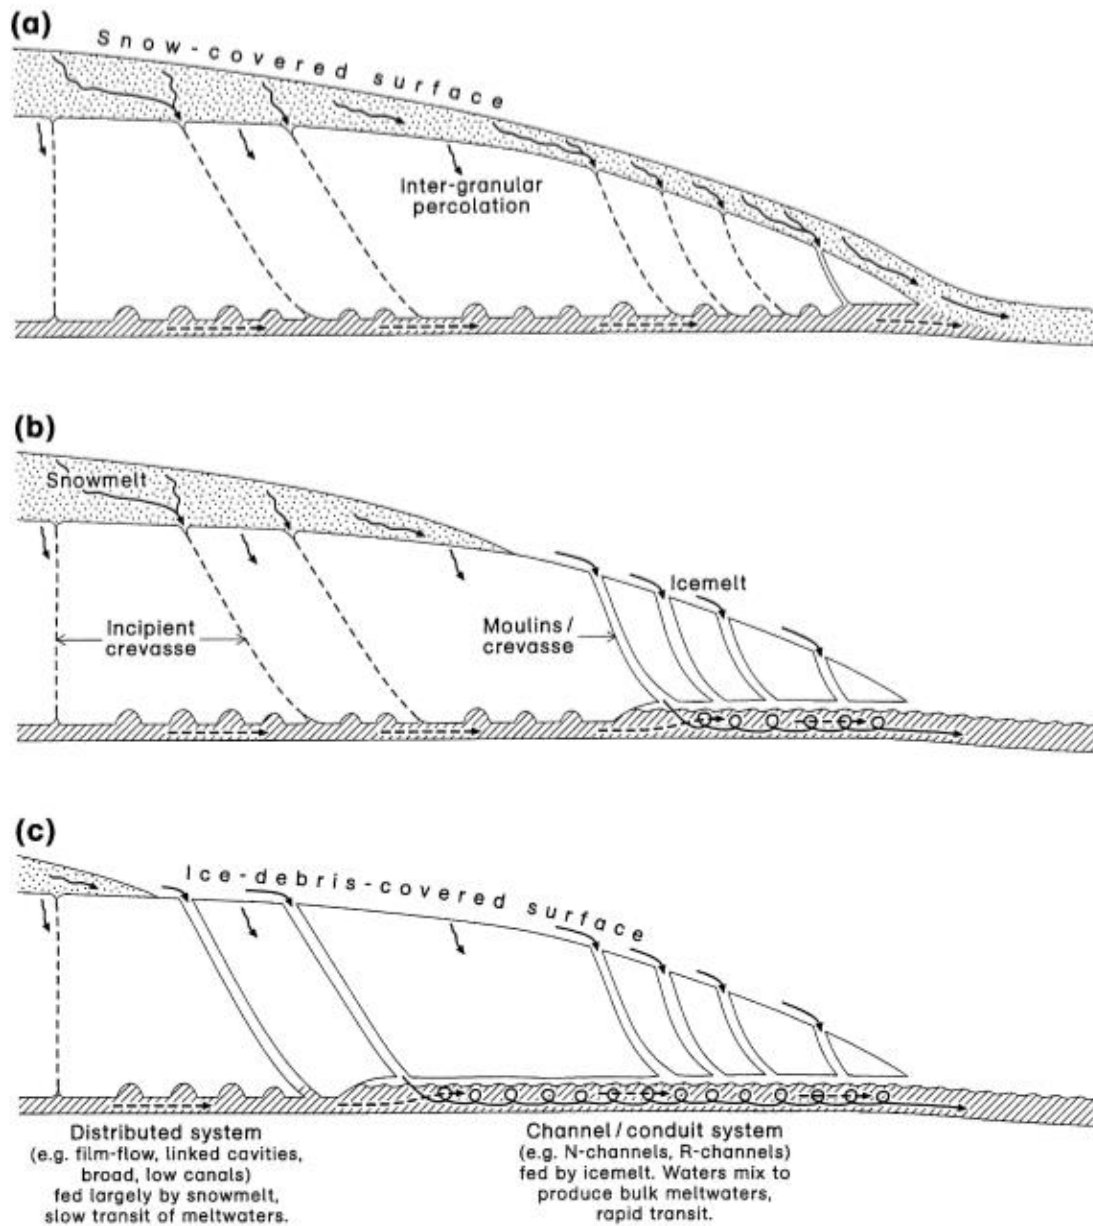 (a)
Snow-covered surface
Inter-granular
percolation
(b)
Snowmelt
Icemelt
Incipient
crevasse
Moulins/
crevasse
(c)
Ice-debris-covered surface
Distributed system
(e.g. film-flow, linked cavities,
broad, low canals)
fed largely by snowmelt,
slow transit of meltwaters.
Channel/conduit system
(e.g. N-channels, R-channels)
fed by icemelt. Waters mix to
produce bulk meltwaters,
rapid transit.